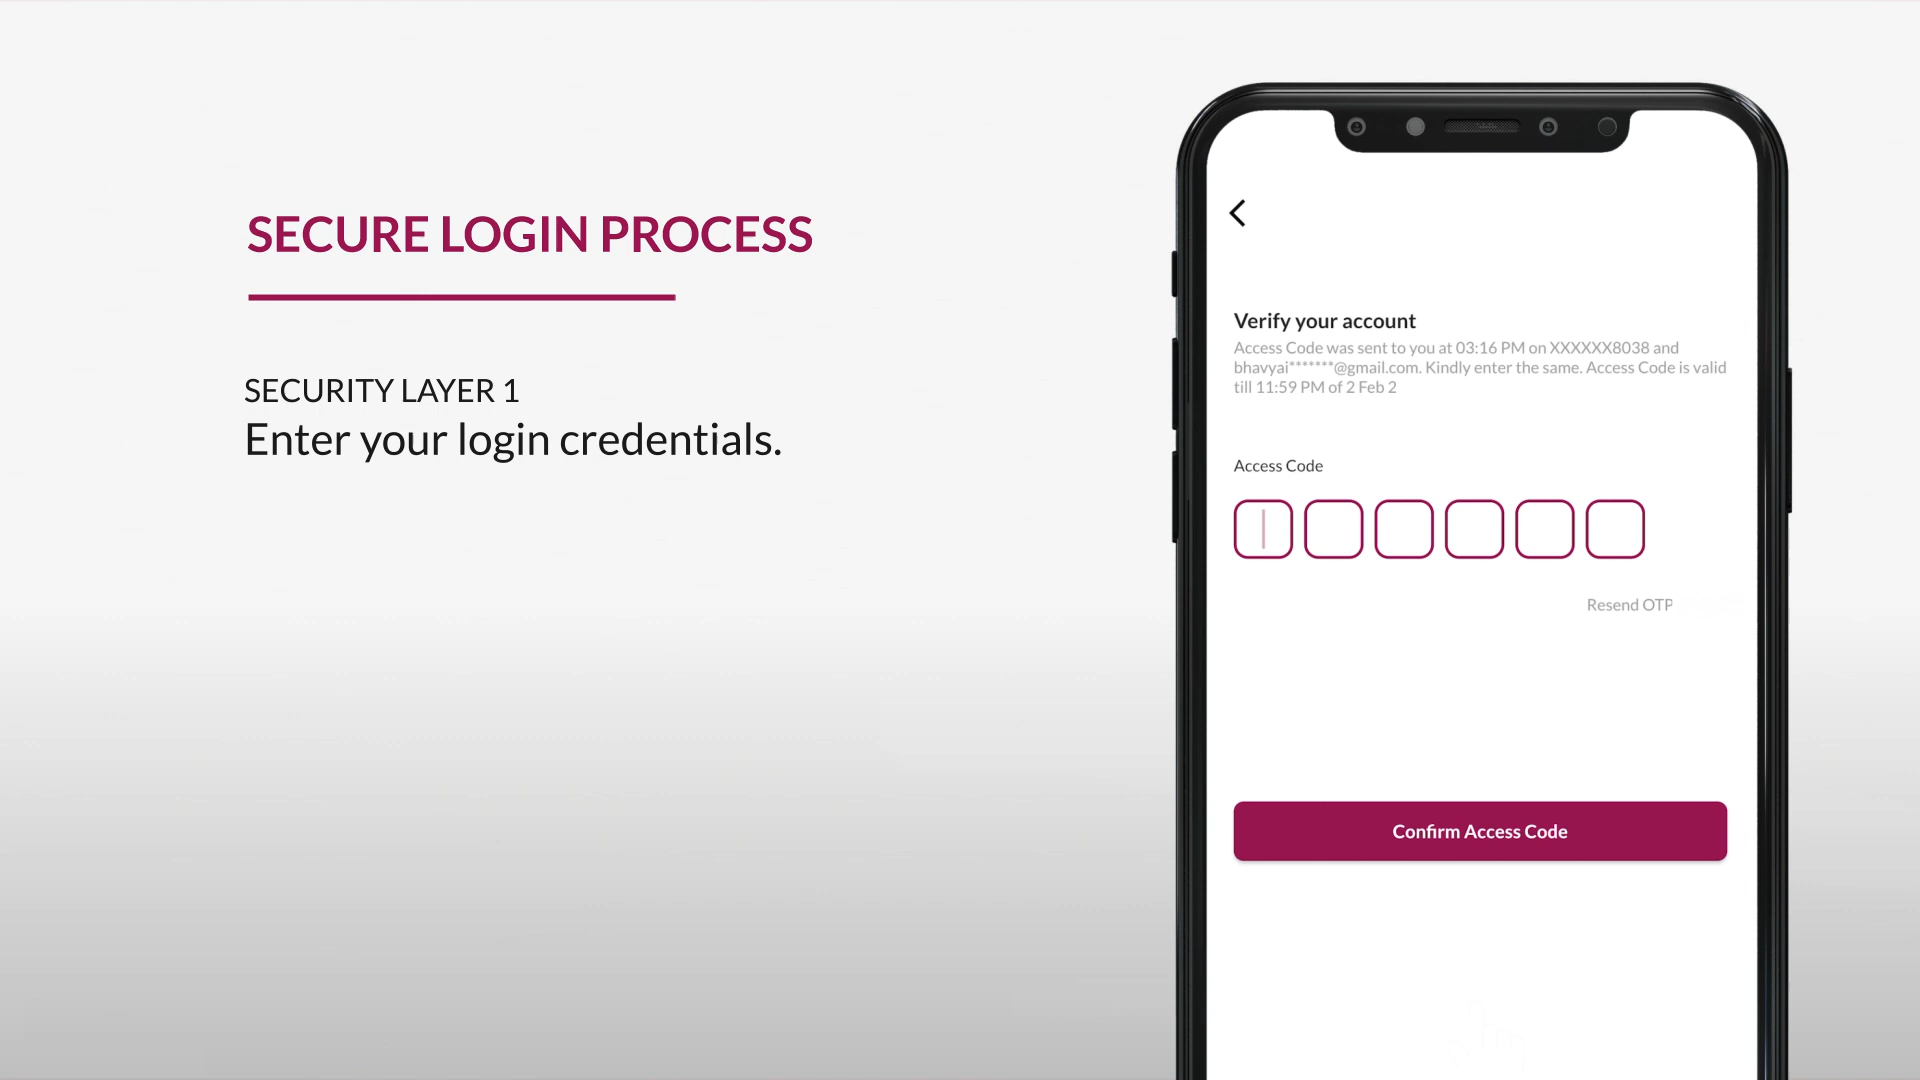 SECURE LOGIN PROCESS
SECURITY LAYER 1
Enter your login credentials.
Verify your account
Access Code was sent to you at 03:16 PM on XXXXXX8038 and
bhavyai*******@gmail.com. Kindly enter the same. Access Code is valid
till 11:59 PM of 2 Feb 2
Access Code
Resend OTP
Confirm Access Code